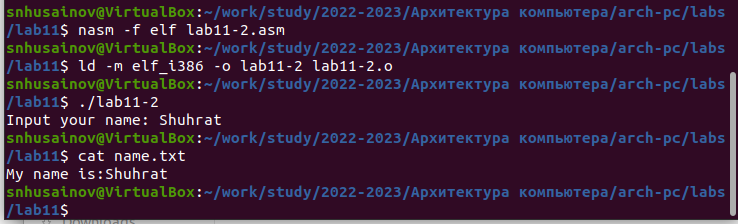 snhusainov@VirtualBox:~/work/study/2022-2023/Архитектура компьютера/arch-pc/labs
/lab11$ nasm -f elf lab11-2.asm
snhusainov@VirtualBox:~/work/study/2022-2023/Архитектура компьютера/arch-pc/labs
/lab11$ ld -m elf_i386 -o lab11-2 lab11-2.o
snhusainov@VirtualBox:~/work/study/2022-2023/Архитектура компьютера/arch-pc/labs
/lab11$ ./lab11-2
Input your name: Shuhrat
snhusainov@VirtualBox:~/work/study/2022-2023/Архитектура компьютера/arch-pc/labs
/lab11$ cat name.txt
My name is:Shuhrat
snhusainov@VirtualBox:~/work/study/2022-2023/Архитектура компьютера/arch-pc/labs
/lab11$
Downloads